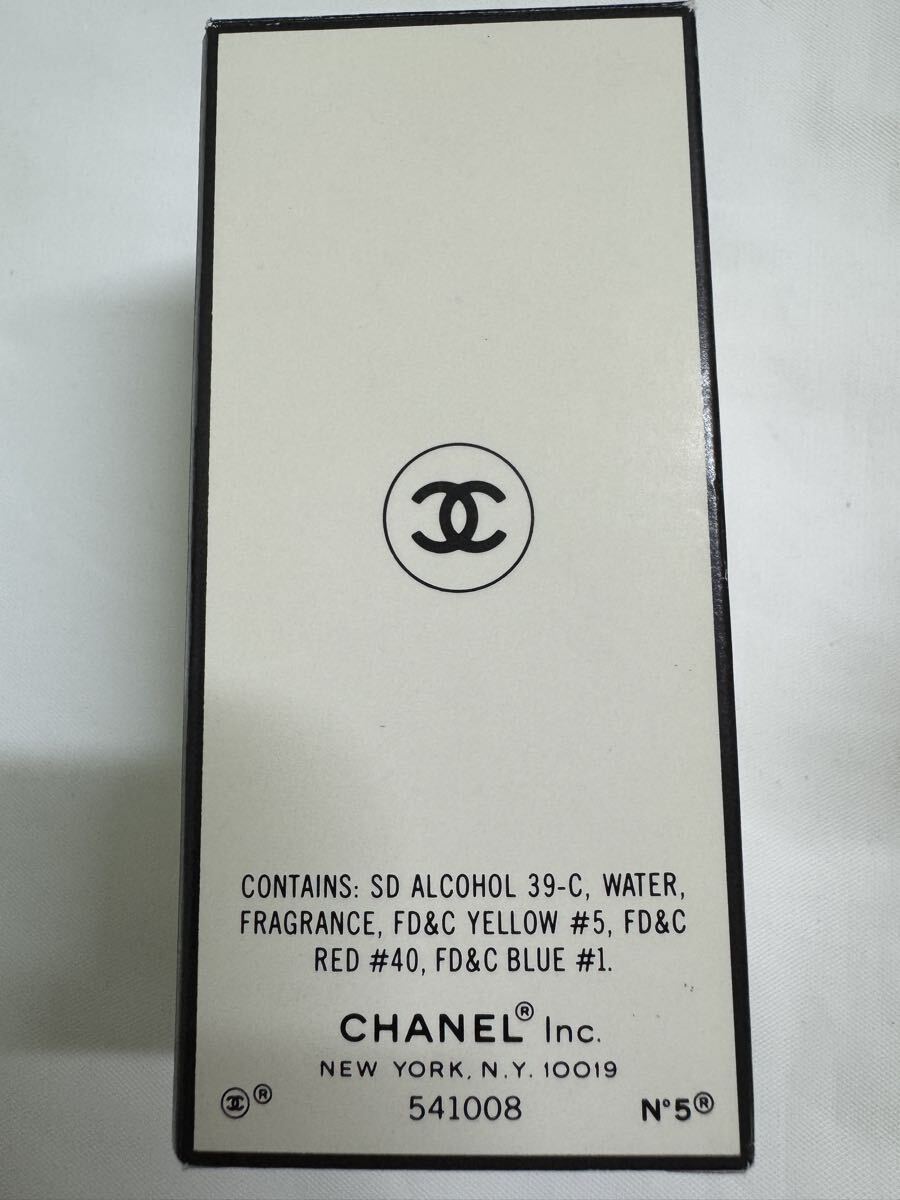 CONTAINS: SD ALCOHOL 39-C, WATER,
FRAGRANCE, FD&C YELLOW #5, FD&C
RED #40, FD&C BLUE #1.
CHANEL® Inc.
NEW YORK, N.Y. 10019
® 541008 N°5®